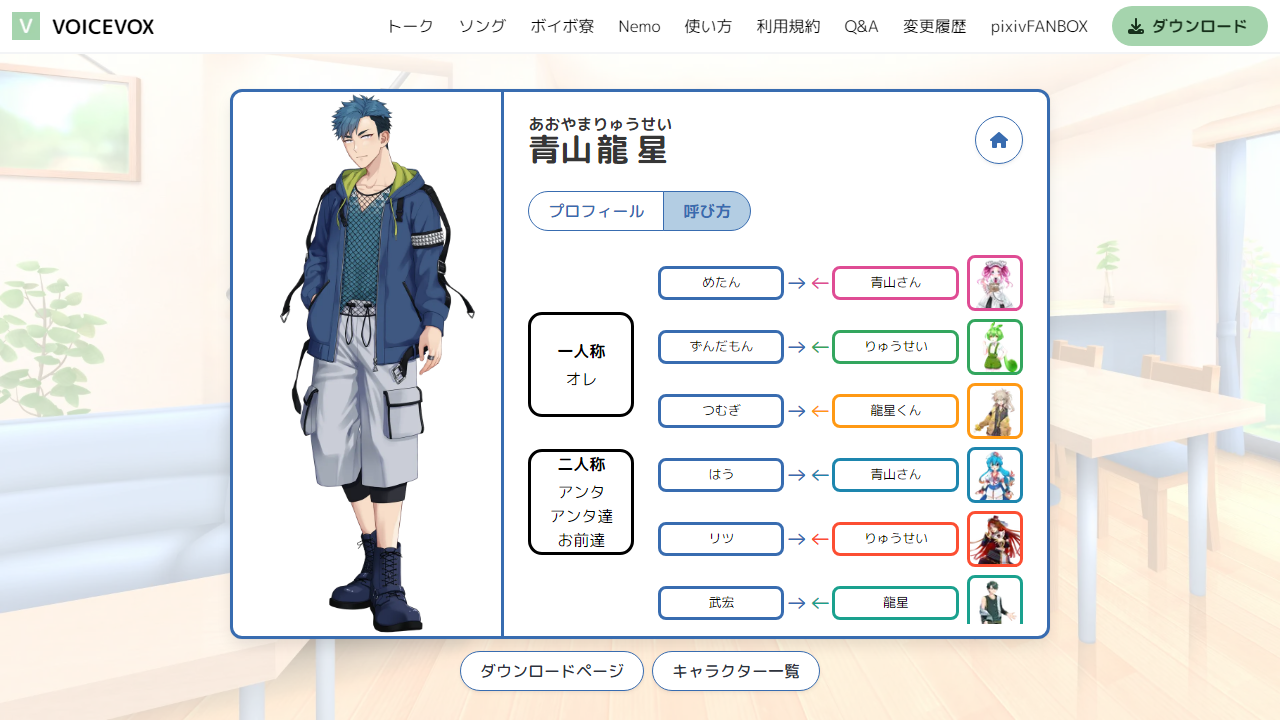 V VOICEVOX トーク ソング ボイボ寮 Nemo 使い方 利用規約 Q&A 変更履歴 pixivFANBOX ダウンロード
あおやまりゅうせい
青山龍星
プロフィール 呼び方
一人称
オレ
二人称
アンタ
アンタ達
お前達
めたん → ← 青山さん
ずんだもん → ← りゅうせい
つむぎ → ← 龍星くん
はう → ← 青山さん
リツ → ← りゅうせい
武宏 → ← 龍星
ダウンロードページ キャラクター一覧